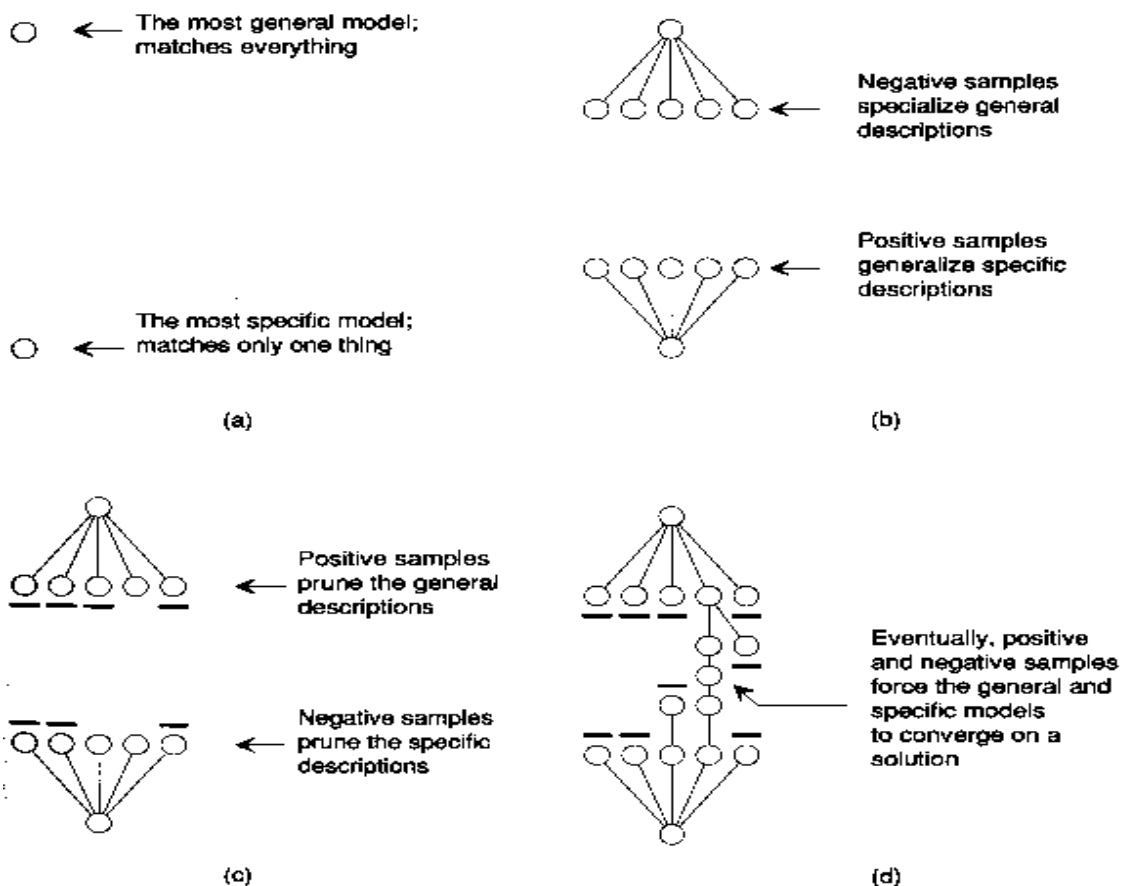 The most general model;
matches everything
The most specific model;
matches only one thing
(a)
Negative samples
specialize general
descriptions
Positive samples
generalize specific
descriptions
(b)
Positive samples
prune the general
descriptions
Negative samples
prune the specific
descriptions
(c)
Eventually, positive
and negative samples
force the general and
specific models
to converge on a
solution
(d)